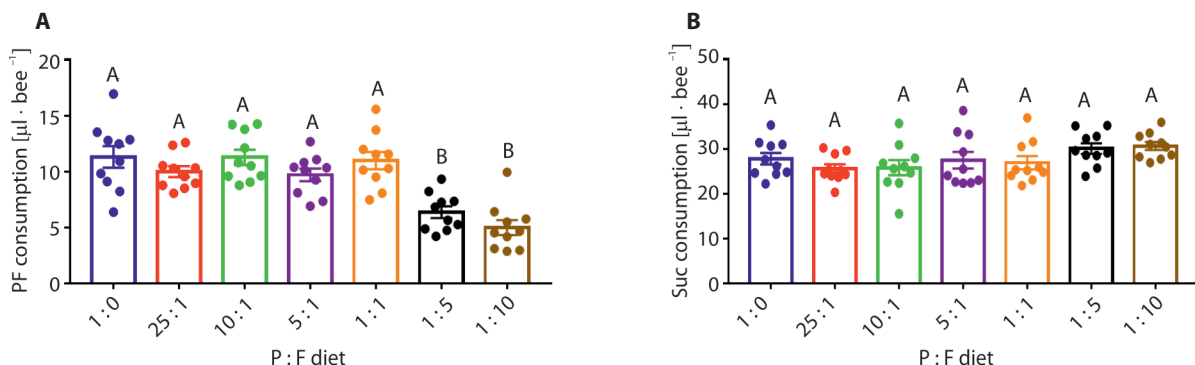 A
PF consumption [μl · bee⁻¹]
20
15
10
5
0
A
A
A
A
A
B
B
1 : 0
25 : 1
10 : 1
5 : 1
1 : 1
1 : 5
1 : 10
P : F diet
B
Suc consumption [μl · bee⁻¹]
50
40
30
20
10
0
A
A
A
A
A
A
A
1 : 0
25 : 1
10 : 1
5 : 1
1 : 1
1 : 5
1 : 10
P : F diet